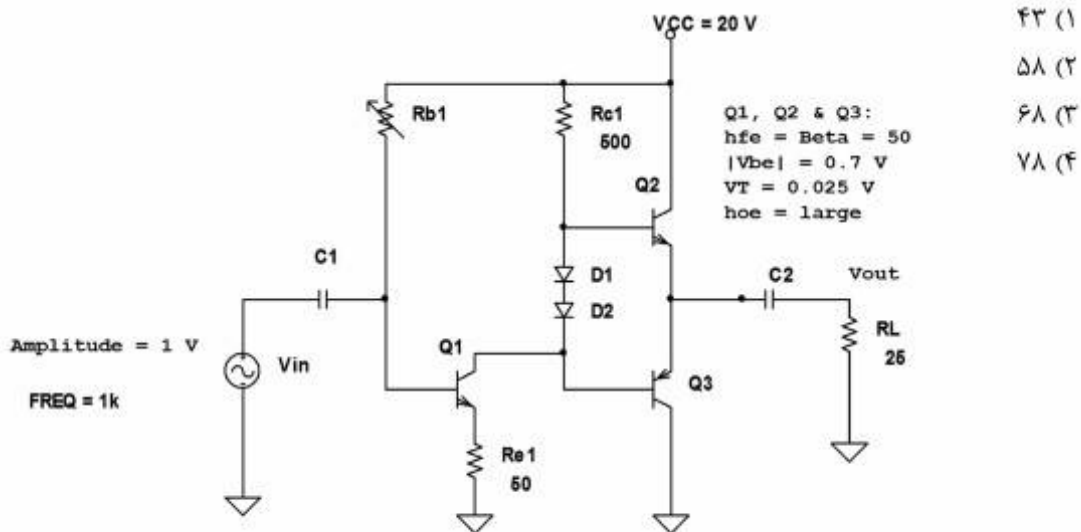 VCC = 20 V
۱) ۴۳
۲) ۵۸
۳) ۶۸
۴) ۷۸
Rb1
Rc1
500
Q1, Q2 & Q3:
hfe = Beta = 50
|Vbe| = 0.7 V
VT = 0.025 V
hoe = large
Q2
C1
D1
D2
C2
Vout
RL
25
Amplitude = 1 V
Vin
FREQ = 1k
Q1
Q3
Re1
50